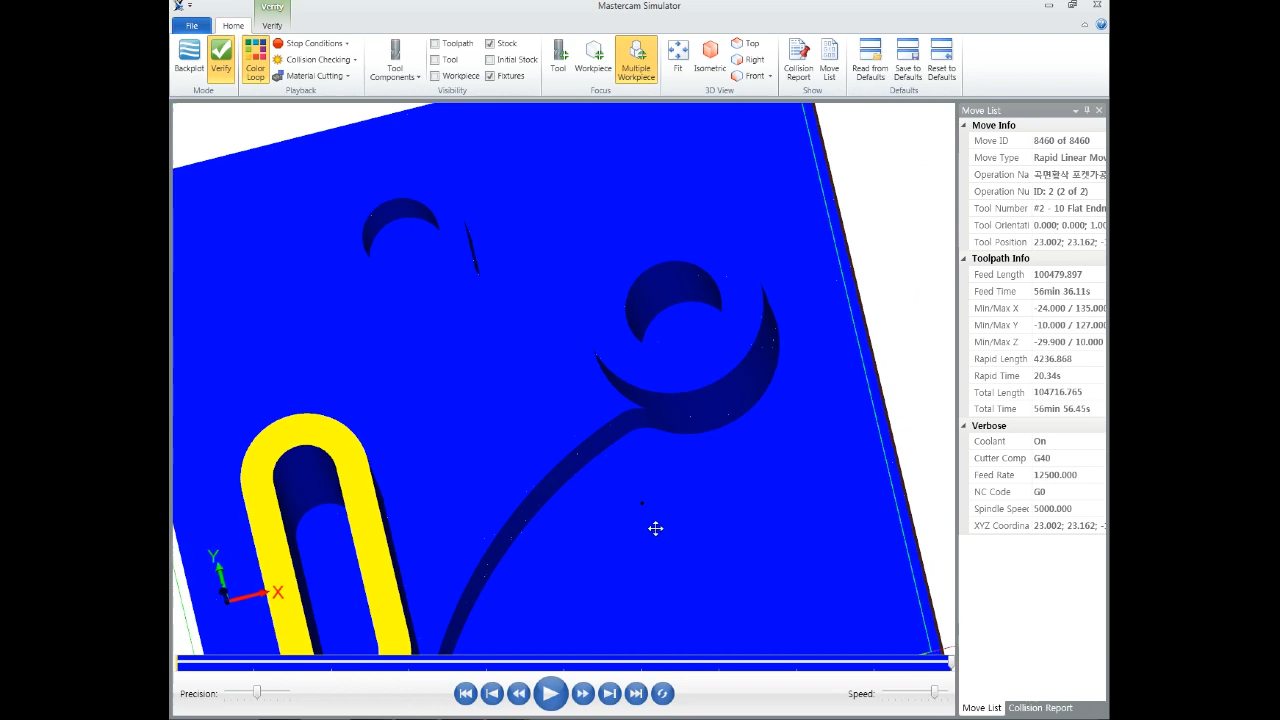 Verify
Mastercam Simulator
File
Home
Verify
Backplot
Verify
Color Loop
Stop Conditions
Collision Checking
Material Cutting
Tool Components
Toolpath
Tool
Workpiece
Stock
Initial Stock
Fixtures
Tool
Workpiece
Multiple Workpiece
Fit
Isometric
Top
Right
Front
Collision Report
Move List
Read from Defaults
Save to Defaults
Reset to Defaults
Mode
Playback
Visibility
Focus
3D View
Show
Defaults
Move List
Move Info
Move ID 8460 of 8460
Move Type Rapid Linear Mov
Operation Na
Operation Nu ID: 2 (2 of 2)
Tool Number #2 - 10 Flat Endm
Tool Orientati 0.000; 0.000; 1.00
Tool Position 23.002; 23.162; -
Toolpath Info
Feed Length 100479.897
Feed Time 56min 36.11s
Min/Max X -24.000 / 135.000
Min/Max Y -10.000 / 127.000
Min/Max Z -29.900 / 10.000
Rapid Length 4236.868
Rapid Time 20.34s
Total Length 104716.765
Total Time 56min 56.45s
Verbose
Coolant On
Cutter Comp G40
Feed Rate 12500.000
NC Code G0
Spindle Speed 5000.000
XYZ Coordina 23.002; 23.162; -
Y
X
Precision:
Speed:
Move List
Collision Report